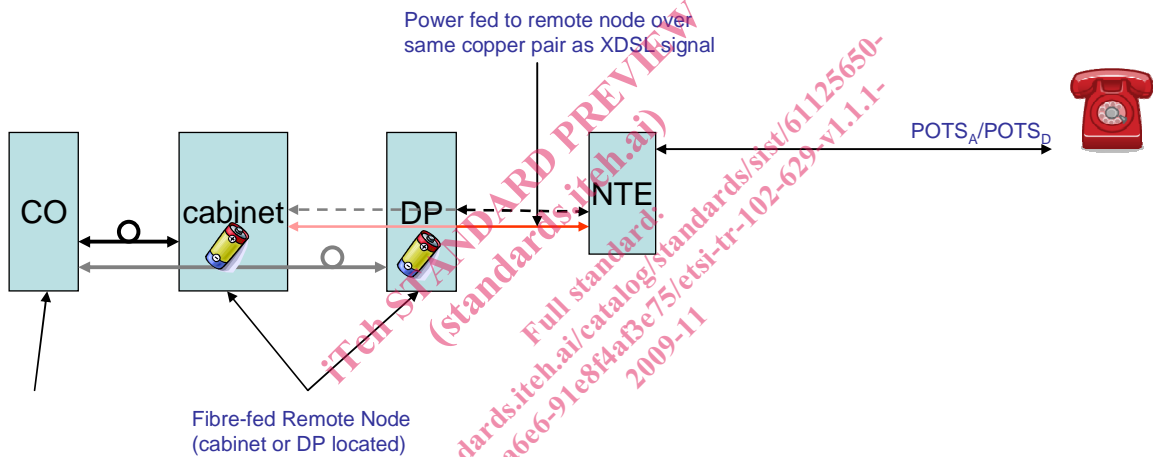 Power fed to remote node over
same copper pair as XDSL signal
POTSA/POTSD
CO
cabinet
DP
NTE
Fibre-fed Remote Node
(cabinet or DP located)
iTeh STANDARD PREVIEW
(standards.iteh.ai)
Full standard:
dards.iteh.ai/catalog/standards/sist/61125650-
a6e6-91e8f4af3e75/etsi-tr-102-629-v1.1.1-
2009-11